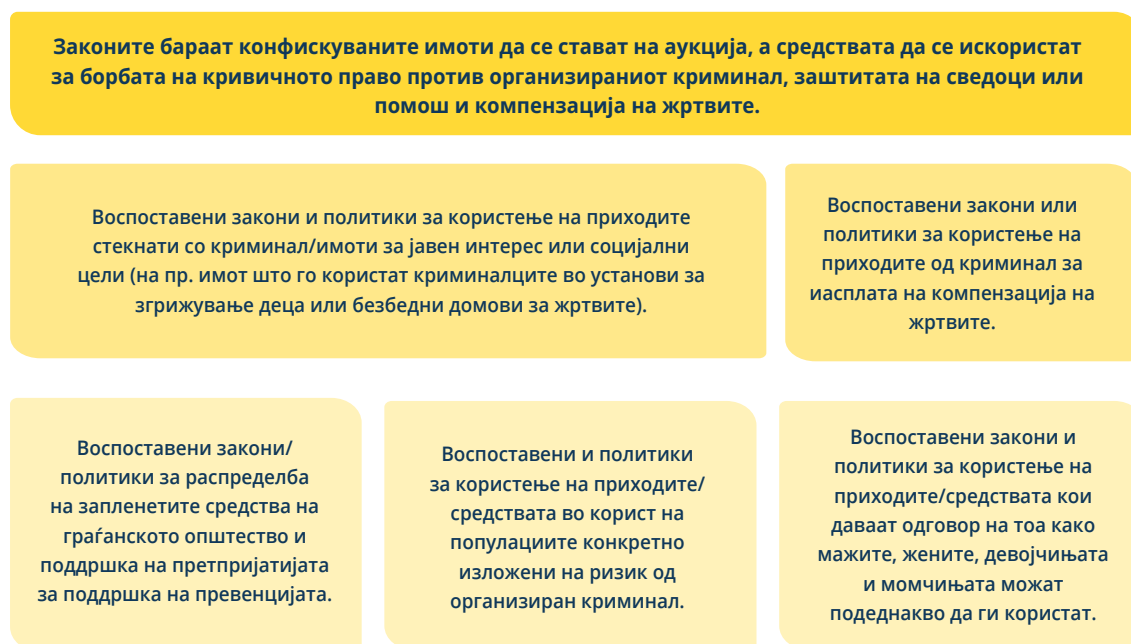 Законите бараат конфискуваните имоти да се стават на аукција, а средствата да се искористат
за борбата на кривичното право против организираниот криминал, заштитата на сведоци или
помош и компензација на жртвите.
Воспоставени закони и политики за користење на приходите
стекнати со криминал/имоти за јавен интерес или социјални
цели (на пр. имот што го користат криминалците во установи за
згрижување деца или безбедни домови за жртвите).
Воспоставени закони или
политики за користење на
приходите од криминал за
иасплата на компензација на
жртвите.
Воспоставени закони/
политики за распределба
на запленетите средства на
граѓанското општество и
поддршка на претпријатијата
за поддршка на превенцијата.
Воспоставени и политики
за користење на приходите/
средствата во корист на
популациите конкретно
изложени на ризик од
организиран криминал.
Воспоставени закони и
политики за користење на
приходите/средствата кои
даваат одговор на тоа како
мажите, жените, девојчињата
и момчињата можат
подеднакво да ги користат.